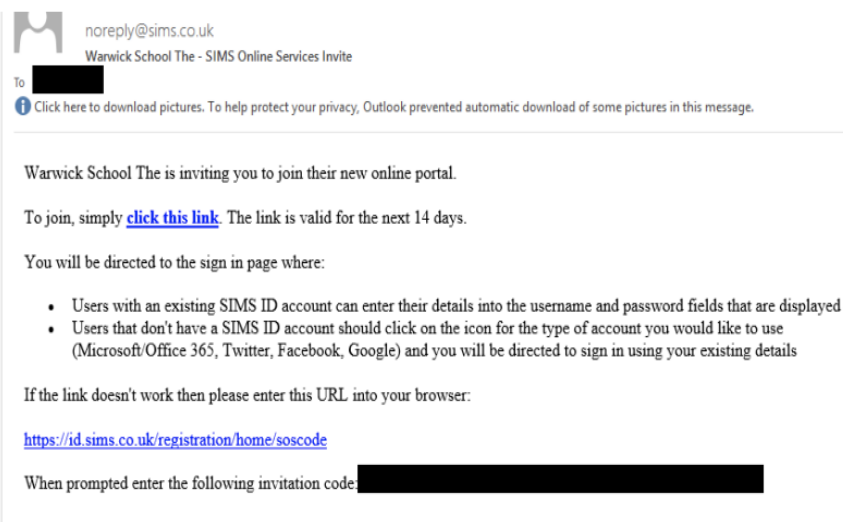 noreply@sims.co.uk
Warwick School The - SIMS Online Services Invite
To
Click here to download pictures. To help protect your privacy, Outlook prevented automatic download of some pictures in this message.
Warwick School The is inviting you to join their new online portal.
To join, simply click this link. The link is valid for the next 14 days.
You will be directed to the sign in page where:
• Users with an existing SIMS ID account can enter their details into the username and password fields that are displayed
• Users that don't have a SIMS ID account should click on the icon for the type of account you would like to use
(Microsoft/Office 365, Twitter, Facebook, Google) and you will be directed to sign in using your existing details
If the link doesn't work then please enter this URL into your browser:
https://id.sims.co.uk/registration/home/soscode
When prompted enter the following invitation code: